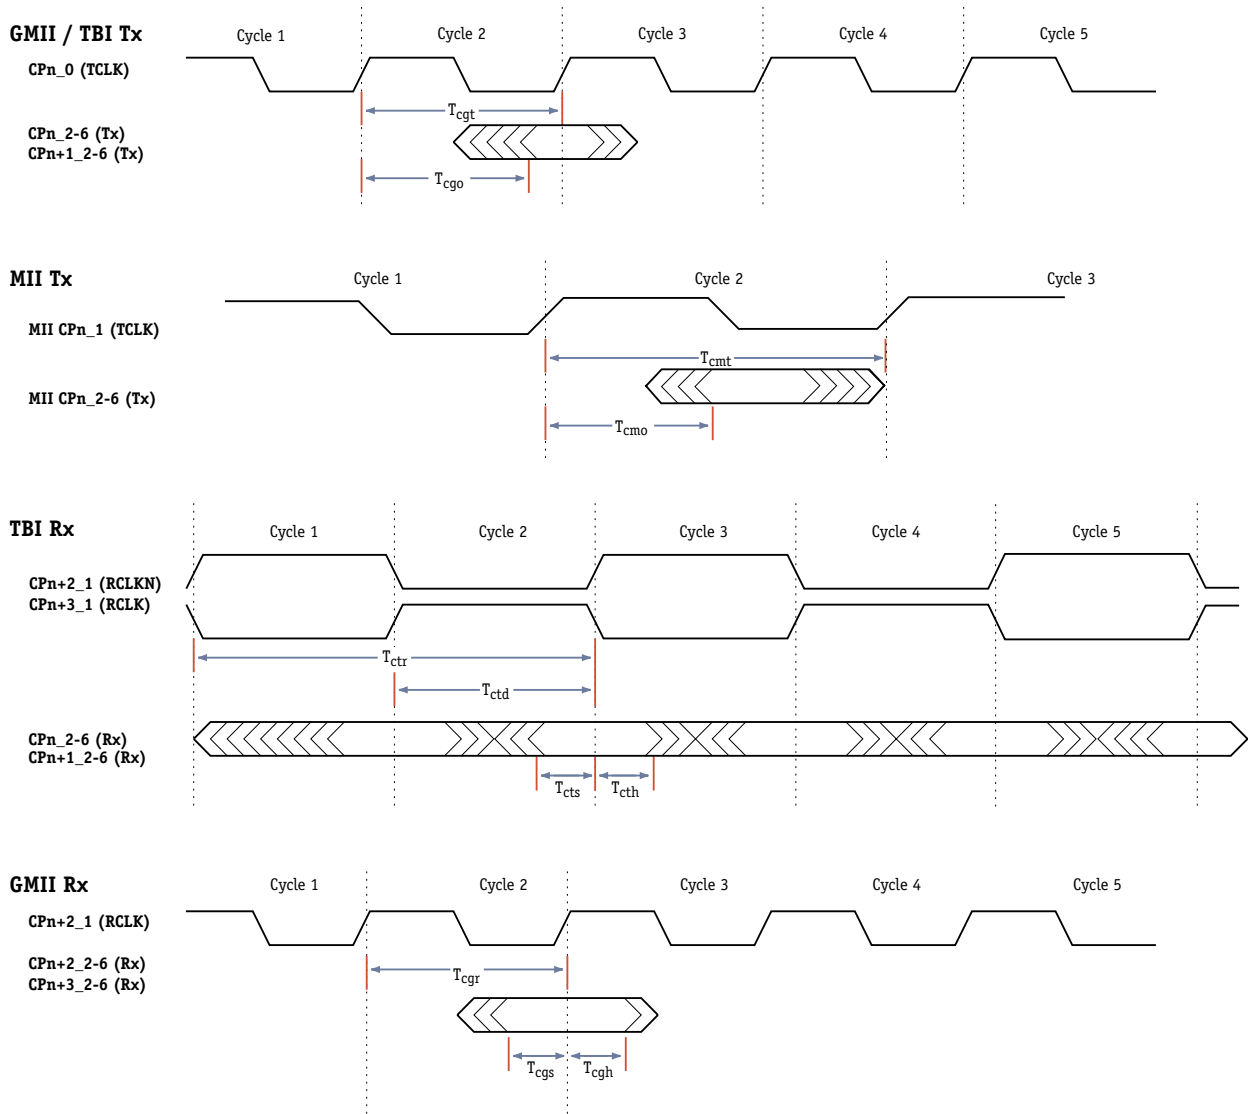 GMII / TBI Tx
Cycle 1 Cycle 2 Cycle 3 Cycle 4 Cycle 5
CPn_0 (TCLK)
Tcgt
CPn_2-6 (Tx)
CPn+1_2-6 (Tx)
Tcgo
MII Tx
Cycle 1 Cycle 2 Cycle 3
MII CPn_1 (TCLK)
Tcmt
MII CPn_2-6 (Tx)
Tcmo
TBI Rx
Cycle 1 Cycle 2 Cycle 3 Cycle 4 Cycle 5
CPn+2_1 (RCLKN)
CPn+3_1 (RCLK)
Tctr
Tctd
CPn_2-6 (Rx)
CPn+1_2-6 (Rx)
Tcts Tcth
GMII Rx
Cycle 1 Cycle 2 Cycle 3 Cycle 4 Cycle 5
CPn+2_1 (RCLK)
CPn+2_2-6 (Rx)
CPn+3_2-6 (Rx)
Tcgr
Tcgs Tcgh